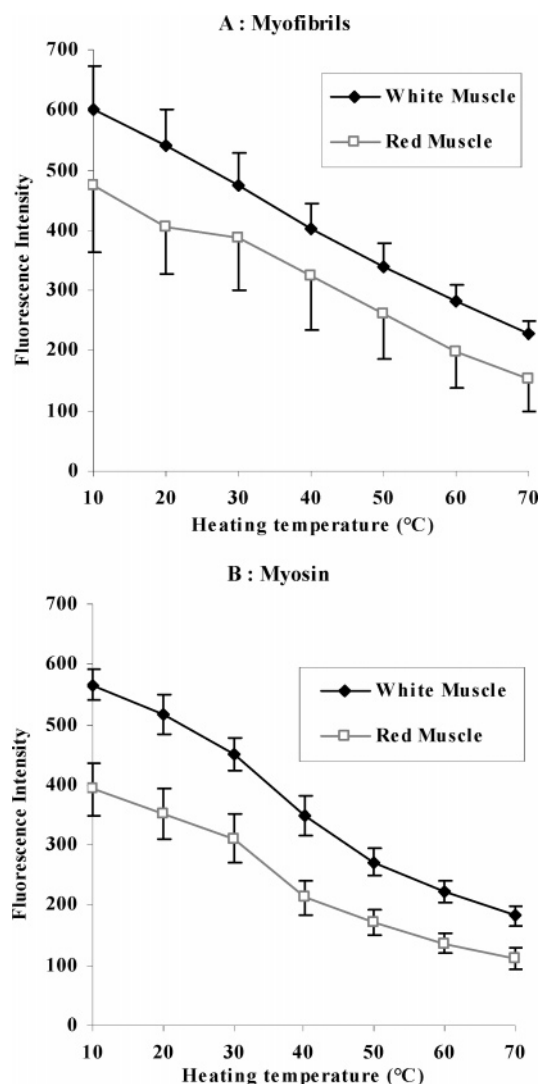 A : Myofibrils
700
600
500
400
300
200
100
0
Fluorescence Intensity
White Muscle
Red Muscle
10 20 30 40 50 60 70
Heating temperature (°C)
B : Myosin
700
600
500
400
300
200
100
0
Fluorescence Intensity
White Muscle
Red Muscle
10 20 30 40 50 60 70
Heating temperature (°C)